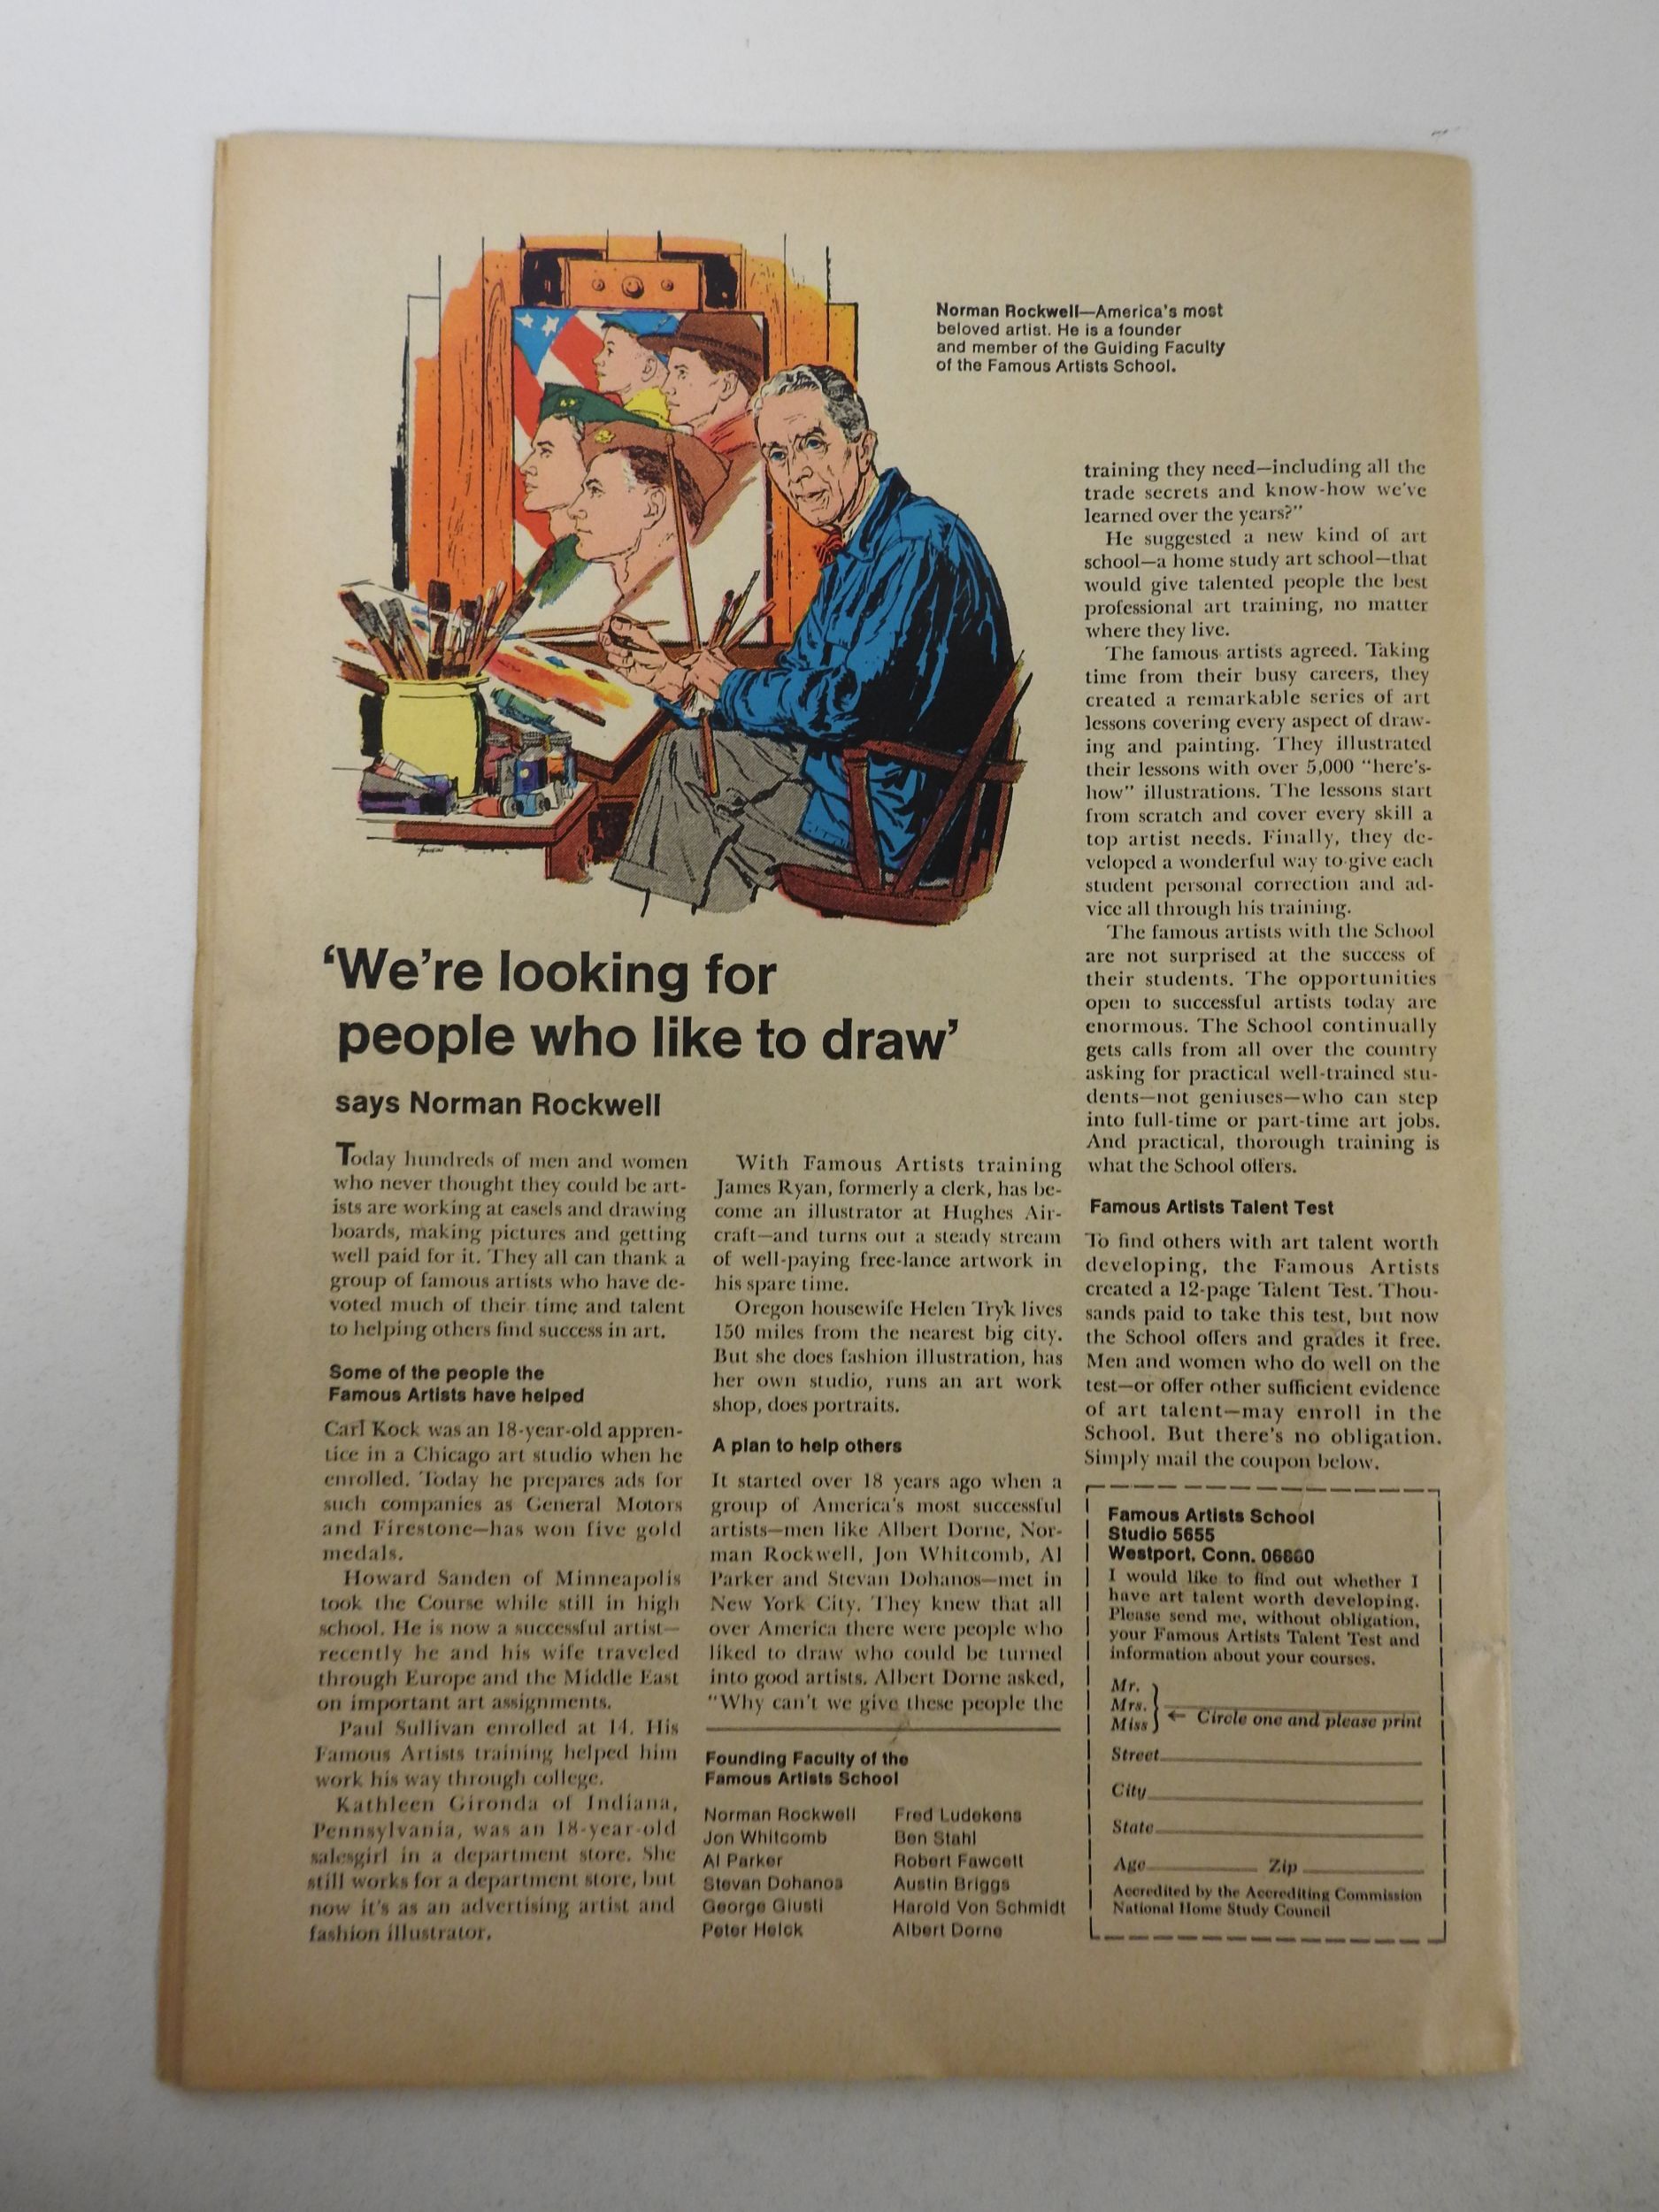 Norman Rockwell—America's most
beloved artist. He is a founder
and member of the Guiding Faculty
of the Famous Artists School.
'We're looking for
people who like to draw'
says Norman Rockwell
Today hundreds of men and women
who never thought they could be art-
ists are working at easels and drawing
boards, making pictures and getting
well paid for it. They all can thank a
group of famous artists who have de-
voted much of their time and talent
to helping others find success in art.
Some of the people the
Famous Artists have helped
Carl Kock was an 18-year-old appren-
tice in a Chicago art studio when he
enrolled. Today he prepares ads for
such companies as General Motors
and Firestone—has won five gold
medals.
Howard Sanden of Minneapolis
took the Course while still in high
school. He is now a successful artist—
recently he and his wife traveled
through Europe and the Middle East
on important art assignments.
Paul Sullivan enrolled at 14. His
Famous Artists training helped him
work his way through college.
Kathleen Gironda of Indiana,
Pennsylvania, was an 18-year-old
salesgirl in a department store. She
still works for a department store, but
now it's as an advertising artist and
fashion illustrator.
With Famous Artists training
James Ryan, formerly a clerk, has be-
come an illustrator at Hughes Air-
craft—and turns out a steady stream
of well-paying free-lance artwork in
his spare time.
Oregon housewife Helen Tryk lives
150 miles from the nearest big city.
But she does fashion illustration, has
her own studio, runs an art work
shop, does portraits.
A plan to help others
It started over 18 years ago when a
group of America's most successful
artists—men like Albert Dorne, Nor-
man Rockwell, Jon Whitcomb, Al
Parker and Stevan Dohanos—met in
New York City. They knew that all
over America there were people who
liked to draw who could be turned
into good artists. Albert Dorne asked,
"Why can't we give these people the
Founding Faculty of the
Famous Artists School
Norman Rockwell
Jon Whitcomb
Al Parker
Stevan Dohanos
George Giusti
Peter Helck
Fred Ludekens
Ben Stahl
Robert Fawcett
Austin Briggs
Harold Von Schmidt
Albert Dorne
training they need—including all the
trade secrets and know-how we've
learned over the years?"
He suggested a new kind of art
school—a home study art school—that
would give talented people the best
professional art training, no matter
where they live.
The famous artists agreed. Taking
time from their busy careers, they
created a remarkable series of art
lessons covering every aspect of draw-
ing and painting. They illustrated
their lessons with over 5,000 "here's-
how" illustrations. The lessons start
from scratch and cover every skill a
top artist needs. Finally, they de-
veloped a wonderful way to give each
student personal correction and ad-
vice all through his training.
The famous artists with the School
are not surprised at the success of
their students. The opportunities
open to successful artists today are
enormous. The School continually
gets calls from all over the country
asking for practical well-trained stu-
dents—not geniuses—who can step
into full-time or part-time art jobs.
And practical, thorough training is
what the School offers.
Famous Artists Talent Test
To find others with art talent worth
developing, the Famous Artists
created a 12-page Talent Test. Thou-
sands paid to take this test, but now
the School offers and grades it free.
Men and women who do well on the
test—or offer other sufficient evidence
of art talent—may enroll in the
School. But there's no obligation.
Simply mail the coupon below.
Famous Artists School
Studio 5655
Westport, Conn. 06860
I would like to find out whether I
have art talent worth developing.
Please send me, without obligation,
your Famous Artists Talent Test and
information about your courses.
Mr.
Mrs.
Miss ← Circle one and please print
Street
City
State
Age Zip
Accredited by the Accrediting Commission
National Home Study Council